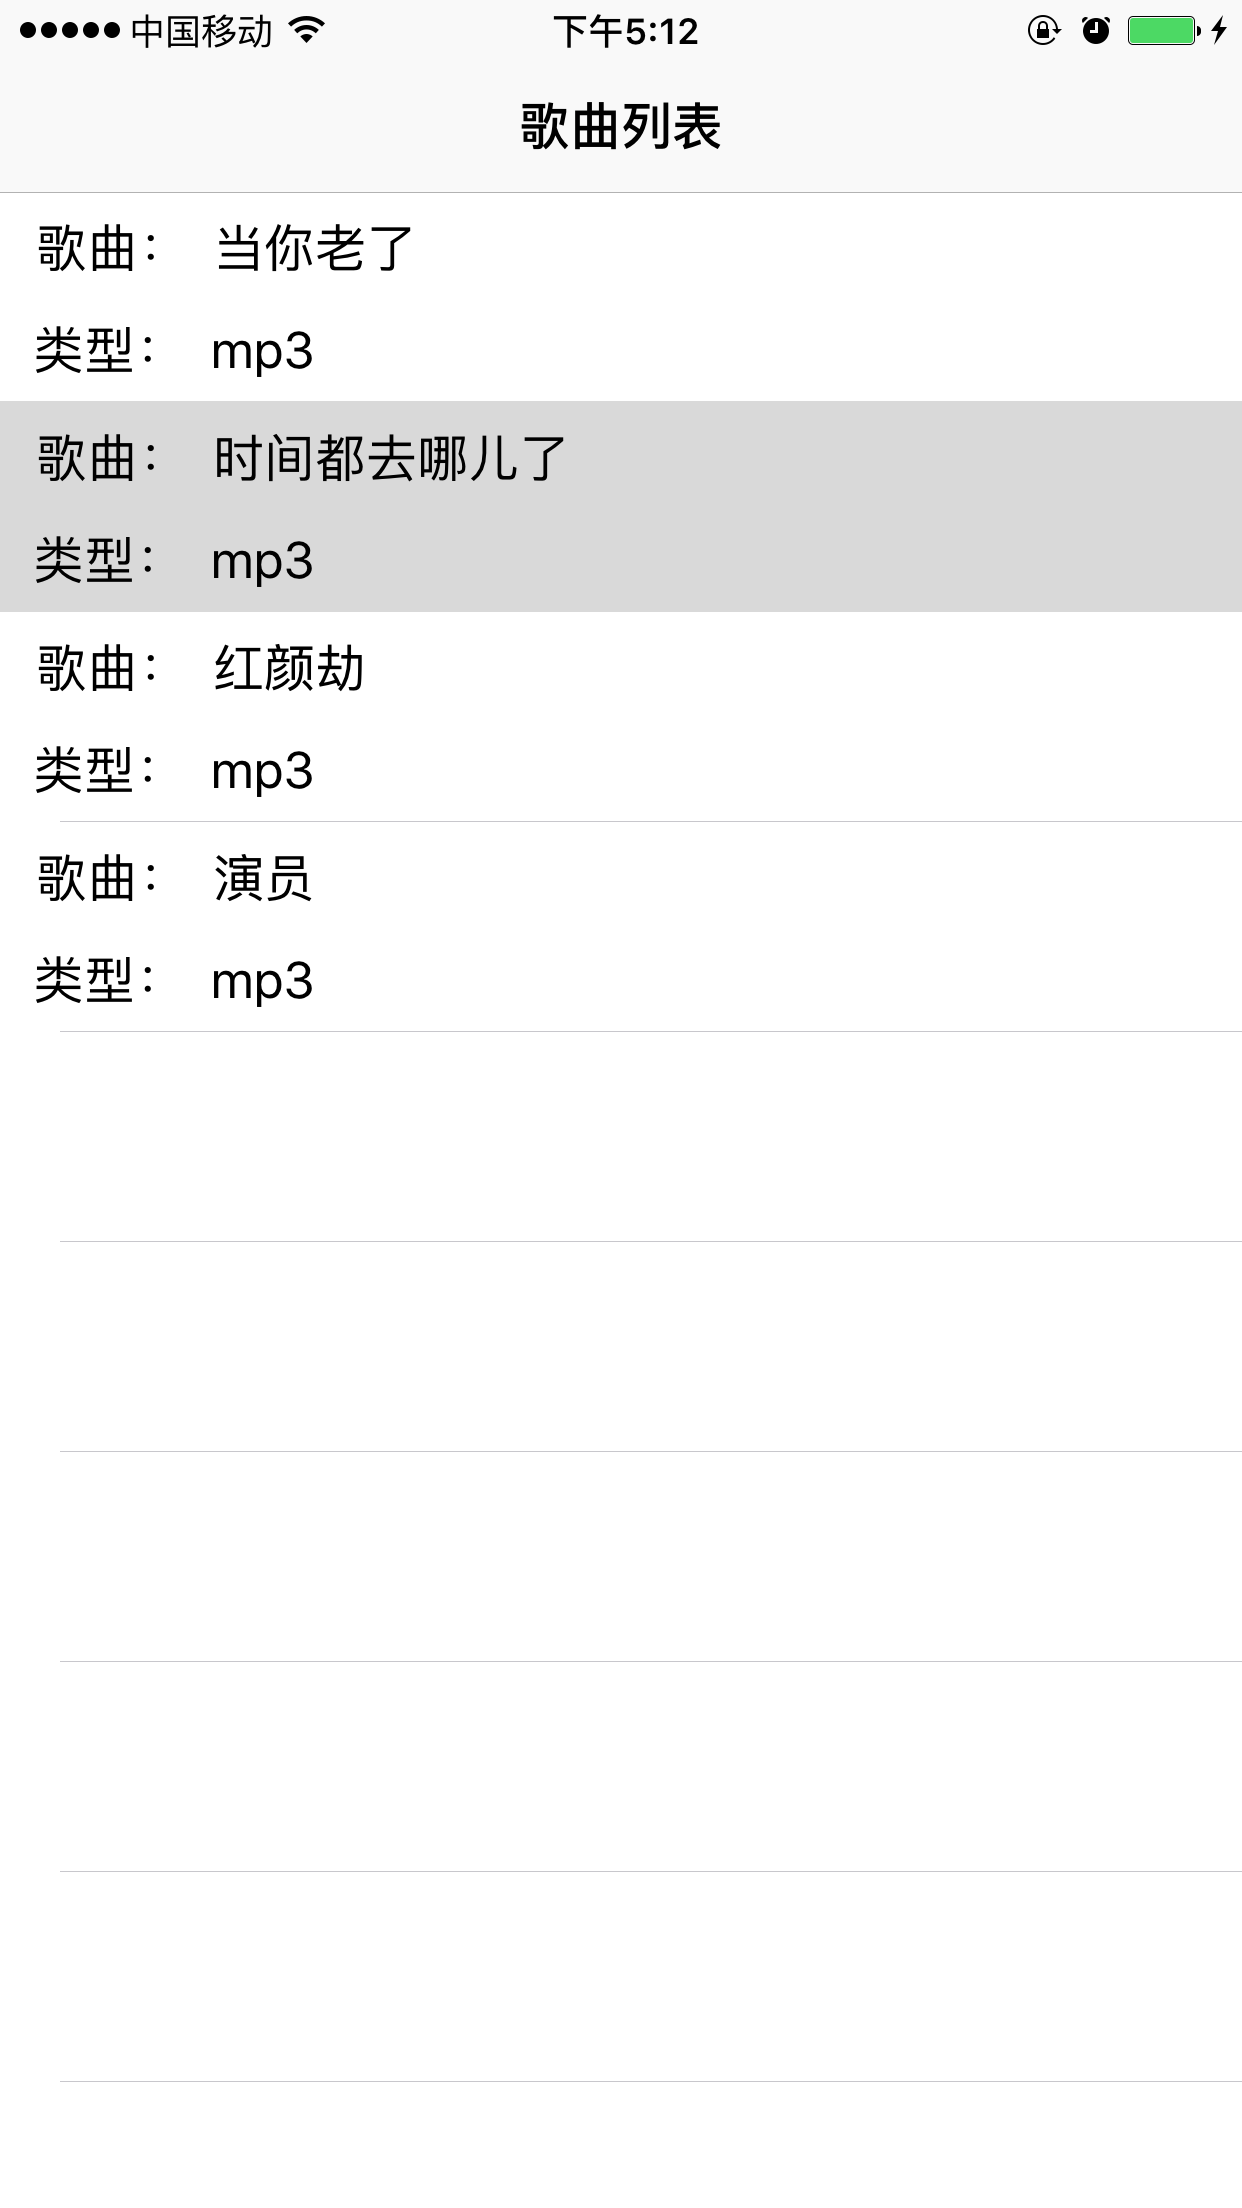 中国移动 下午5:12
歌曲列表
歌曲： 当你老了
类型： mp3
歌曲： 时间都去哪儿了
类型： mp3
歌曲： 红颜劫
类型： mp3
歌曲： 演员
类型： mp3